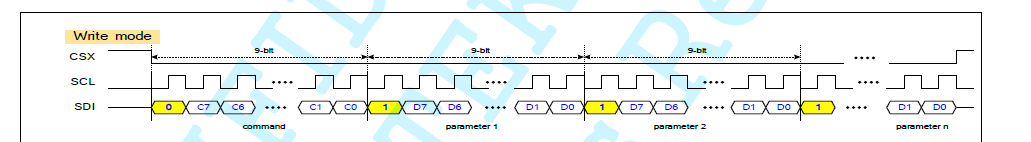 Write mode
9-bit 9-bit 9-bit
CSX
SCL
SDI 0 C7 C6 C1 C0 1 D7 D6 D1 D0 1 D7 D6 D1 D0 1 D1 D0
command parameter 1 parameter 2 parameter n